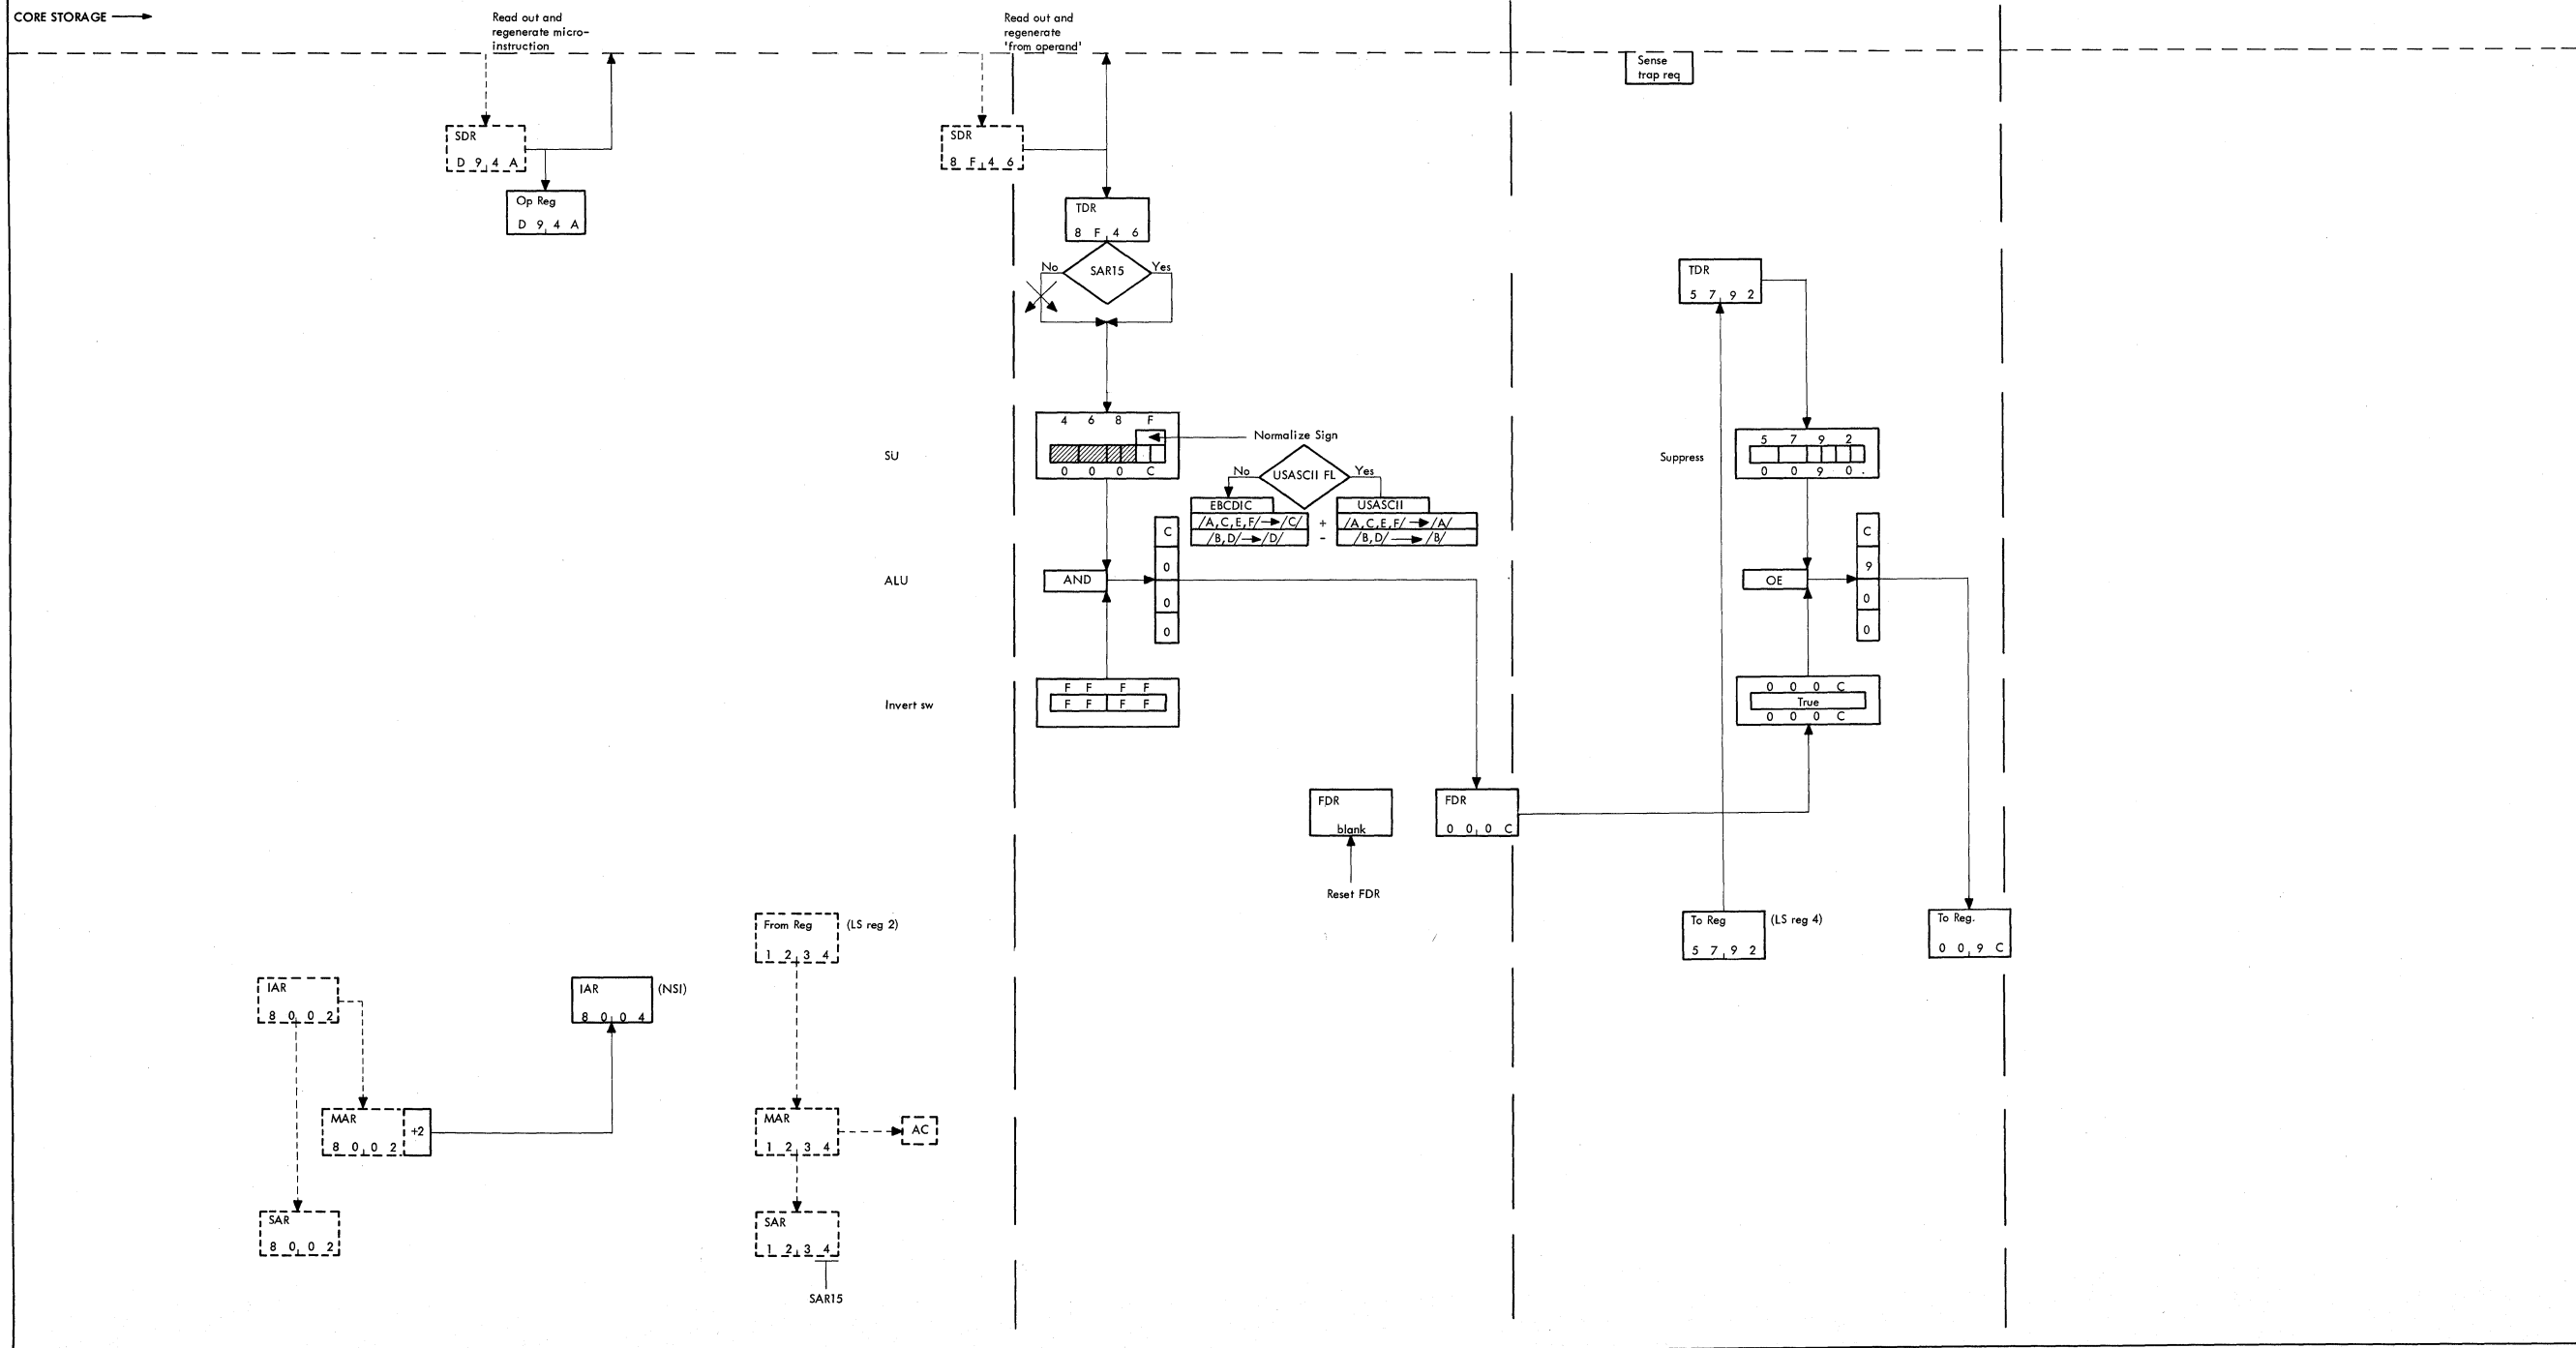 CORE STORAGE
Read out and
regenerate micro-
instruction
Read out and
regenerate
'from operand'
Sense
trap req
SDR
D 9 4 A
Op Reg
D 9 4 A
SDR
8 F 4 6
TDR
8 F 4 6
No
SAR15
Yes
TDR
5 7 9 2
SU
4 6 8 F
0 0 0 C
Normalize Sign
No
USASCII FL
Yes
EBCDIC
/A,C,E,F/ → /C/
/B,D/ → /D/
+
-
USASCII
/A,C,E,F/ → /A/
/B,D/ → /B/
Suppress
5 7 9 2
0 0 9 0 .
ALU
AND
C
0
0
0
OE
C
9
0
0
Invert sw
F F F F
F F F F
0 0 0 C
True
0 0 0 C
FDR
blank
Reset FDR
FDR
0 0 0 C
From Reg
1 2 3 4
(LS reg 2)
To Reg
5 7 9 2
(LS reg 4)
To Reg.
0 0 9 C
IAR
8 0 0 2
IAR
8 0 0 4
(NSI)
MAR
8 0 0 2
+2
MAR
1 2 3 4
AC
SAR
8 0 0 2
SAR
1 2 3 4
SAR15